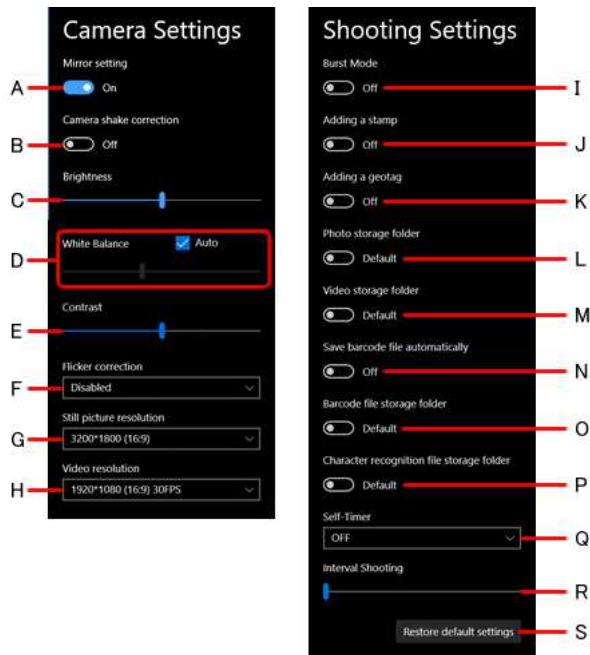 Camera Settings
Mirror setting
A
On
Camera shake correction
B
Off
Brightness
C
White Balance
Auto
D
Contrast
E
Flicker correction
F
Disabled
Still picture resolution
G
3200*1800 (16:9)
Video resolution
H
1920*1080 (16:9) 30FPS
Shooting Settings
Burst Mode
Off
I
Adding a stamp
Off
J
Adding a geotag
Off
K
Photo storage folder
Default
L
Video storage folder
Default
M
Save barcode file automatically
Off
N
Barcode file storage folder
Default
O
Character recognition file storage folder
Default
P
Self-Timer
OFF
Q
Interval Shooting
R
Restore default settings
S